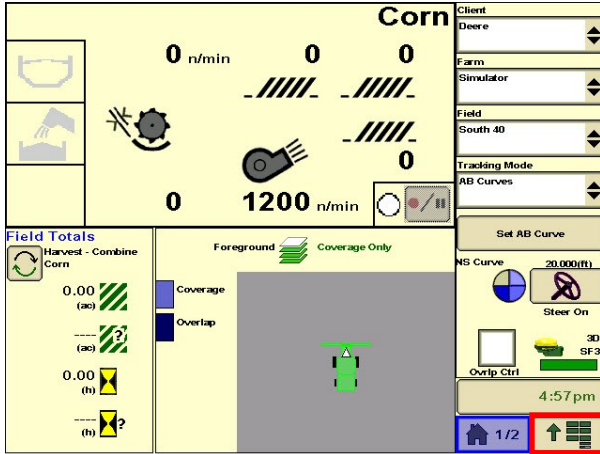 Corn
0 n/min
0
0
0
0
1200 n/min
Client
Deere
Farm
Simulator
Field
South 40
Tracking Mode
AB Curves
Set AB Curve
NS Curve
20.000(ft)
Steer On
3D
SF3
Ovrlp Ctrl
4:57pm
1/2
Field Totals
Harvest - Combine
Corn
0.00
(ac)
----
(ac)
?
0.00
(h)
----
(h)
?
Foreground
Coverage Only
Coverage
Overlap